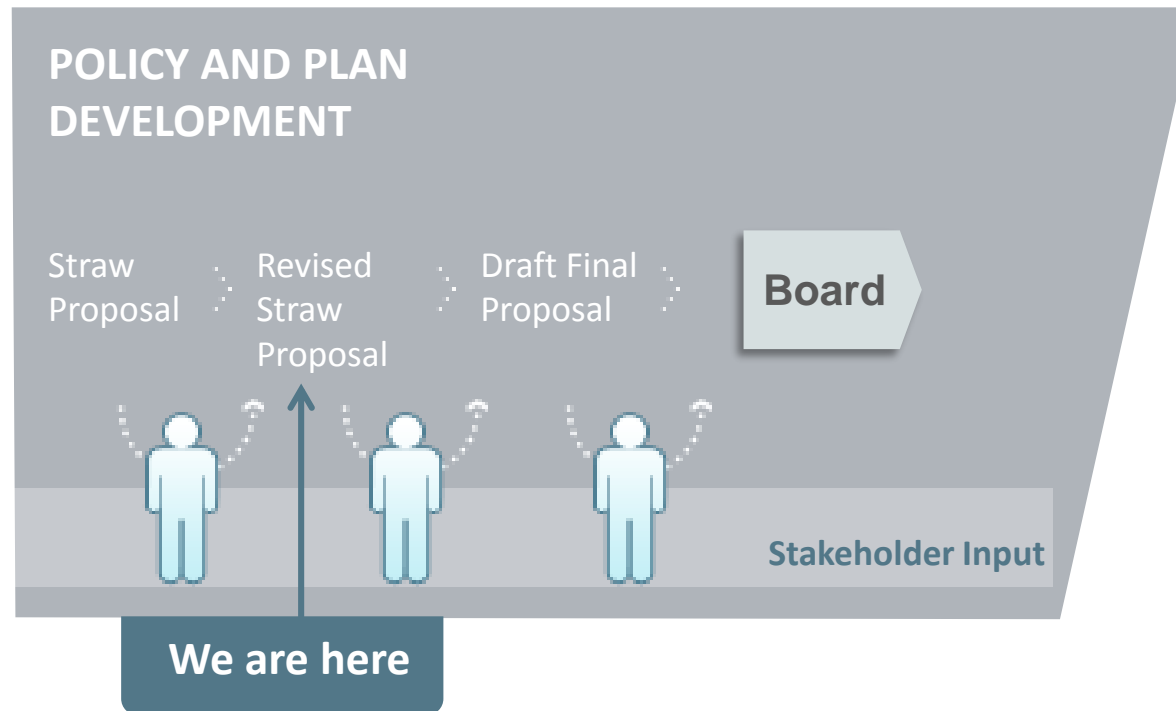 POLICY AND PLAN
DEVELOPMENT
Straw
Proposal
Revised
Straw
Proposal
Draft Final
Proposal
Board
Stakeholder Input
We are here